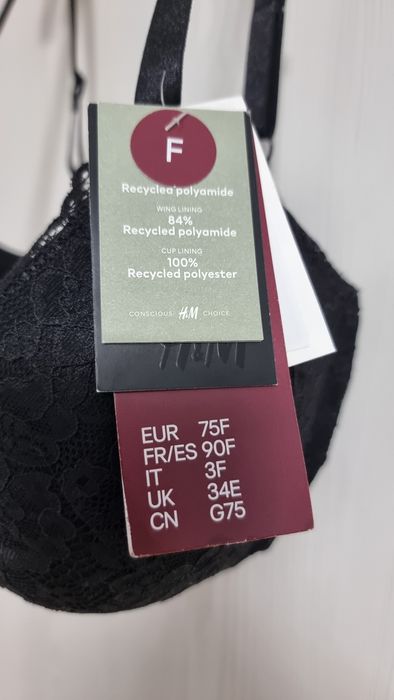 F
Recycled polyamide
WING LINING
84%
Recycled polyamide
CUP LINING
100%
Recycled polyester
CONSCIOUS H&M CHOICE
H&M
EUR 75F
FR/ES 90F
IT 3F
UK 34E
CN G75